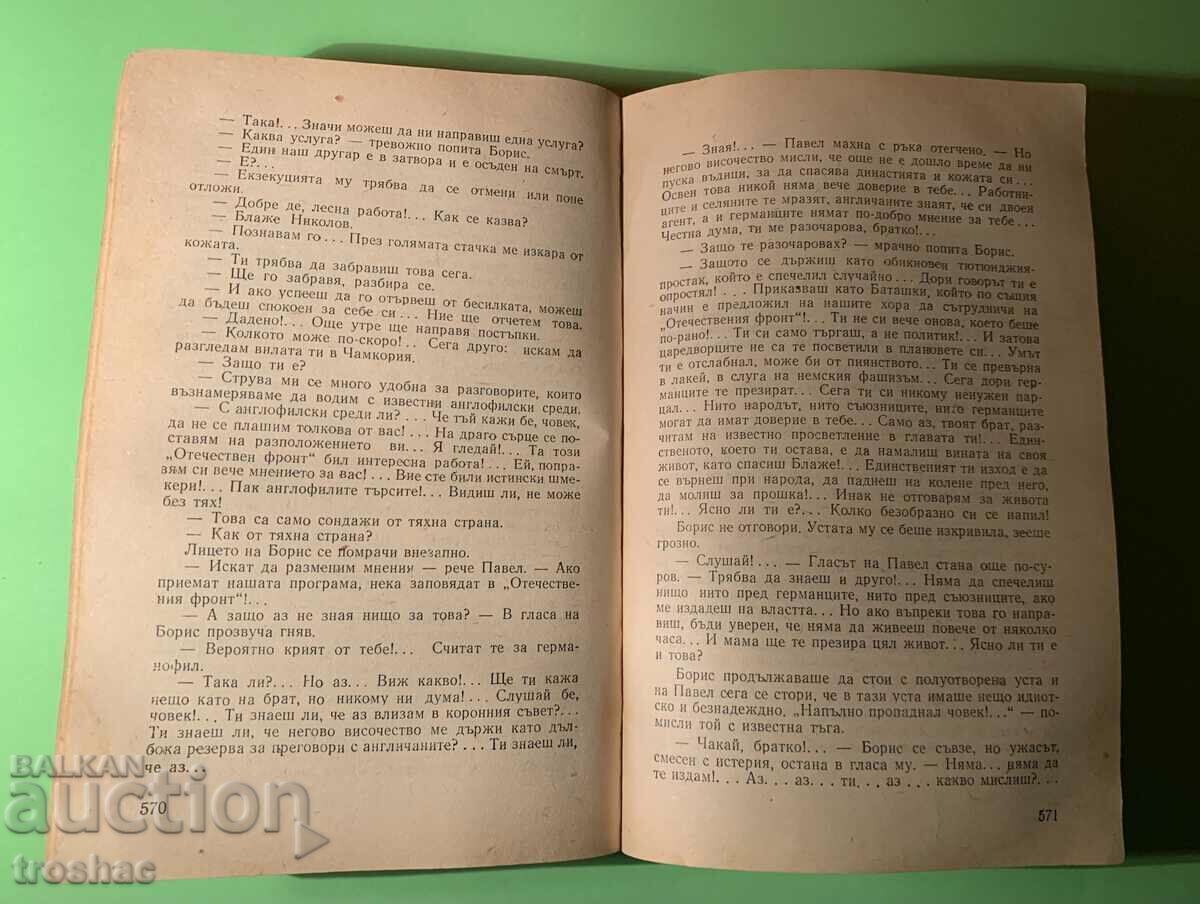 — Така!... Значи можеш да ни направиш една услуга?
— Каква услуга? — тревожно попита Борис.
— Един наш другар е в затвора и е осъден на смърт.
— Е?...
— Екзекуцията му трябва да се отмени или поне
отложи.
— Добре де, лесна работа!... Как се казва?
— Блаже Николов.
— Познавам го... През голямата стачка ме изкара от
кожата.
— Ти трябва да забравиш това сега.
— Ще го забравя, разбира се.
— И ако успееш да го отървеш от бесилката, можеш
да бъдеш спокоен за себе си... Ние ще отчетем това.
— Дадено!... Още утре ще направя постъпки.
— Колкото може по-скоро!... Сега друго: искам да
разгледам вилата ти в Чамкория.
— Защо ти е?
— Струва ми се много удобна за разговорите, които
възнамеряваме да водим с известни англофилски среди.
— С англофилски среди ли?... Че тъй кажи бе, човек,
да не се плашим толкова от вас!... На драго сърце се по-
ставям на разположението ви... Я гледай!... Та този
„Отечествен фронт“ бил интересна работа!... Ей, попра-
вям си вече мнението за вас!... Вие сте били истински шме-
кери!... Пак англофилите търсите!... Видиш ли, не може
без тях!
— Това са само сондажи от тяхна страна.
— Как от тяхна страна?
Лицето на Борис се помрачи внезапно.
— Искат да разменим мнения — рече Павел. — Ако
приемат нашата програма, нека заповядат в „Отечестве-
ния фронт“!...
— А защо аз не зная нищо за това? — В гласа на
Борис прозвуча гняв.
— Вероятно крият от тебе!... Считат те за герма-
нофил.
— Така ли?... Но аз... Виж какво!... Ще ти кажа
нещо като на брат, но никому ни дума!... Слушай бе,
човек!... Ти знаеш ли, че аз влизам в коронния съвет?...
Ти знаеш ли, че негово височество ме държи като дъл-
бока резерва за преговори с англичаните?... Ти знаеш ли,
че аз...
570
— Зная!... — Павел махна с ръка отегчено. — Но
негово височество мисли, че още не е дошло време да ни
пуска въдици, за да спасява династията и кожата си...
Освен това никой няма вече доверие в тебе... Работни-
ците и селяните те мразят, англичаните знаят, че си двоен
агент, а и германците нямат по-добро мнение за тебе...
Честна дума, ти ме разочарова, братко!...
— Защо те разочаровах? — мрачно попита Борис.
— Защото се държиш като обикновен тютюнджия-
простак, който е спечелил случайно... Дори говорът ти е
опростял!... Приказваш като Баташки, който по същия
начин е предложил на нашите хора да сътрудничи на
„Отечествения фронт“!... Ти не си вече онова, което беше
по-рано!... Ти си само търгаш, а не политик!... И затова
царедворците не са те посветили в плановете си... Умът
ти е отслабнал, може би от пиянството... Ти се превърна
в лакей, в слуга на немския фашизъм... Сега дори гер-
манците те презират... Сега ти си никому ненужен пар-
цал... Нито народът, нито съюзниците, нито германците
могат да имат доверие в тебе... Само аз, твоят брат, раз-
читам на известно просветление в главата ти!... Един-
ственото, което ти остава, е да намалиш вината на своя
живот, като спасиш Блаже!... Единственият ти изход е да
се върнеш при народа, да паднеш на колене пред него,
да молиш за прошка!... Инак не отговарям за живота
ти!... Ясно ли ти е?... Колко безобразно си се напил!
Борис не отговори. Устата му се беше изкривила, зееше
грозно.
— Слушай!... — Гласът на Павел стана още по-су-
ров. — Трябва да знаеш и друго!... Няма да спечелиш
нищо нито пред германците, нито пред съюзниците, ако
ме издадеш на властта... Но ако въпреки това го напра-
виш, бъди уверен, че няма да живееш повече от няколко
часа... И мама ще те презира цял живот... Ясно ли ти е
и това?
Борис продължаваше да стои с полуотворена уста и
на Павел сега се стори, че в тази уста имаше нещо идиот-
ско и безнадеждно. „Напълно пропаднал човек!...“ — по-
мисли той с известна тъга.
— Чакай, братко!... — Борис се съвзе, но ужасът,
смесен с истерия, остана в гласа му. — Няма... няма да
те издам!... Аз... аз... ти... аз... какво мислиш?...
571
BALKAN
auction
troshac